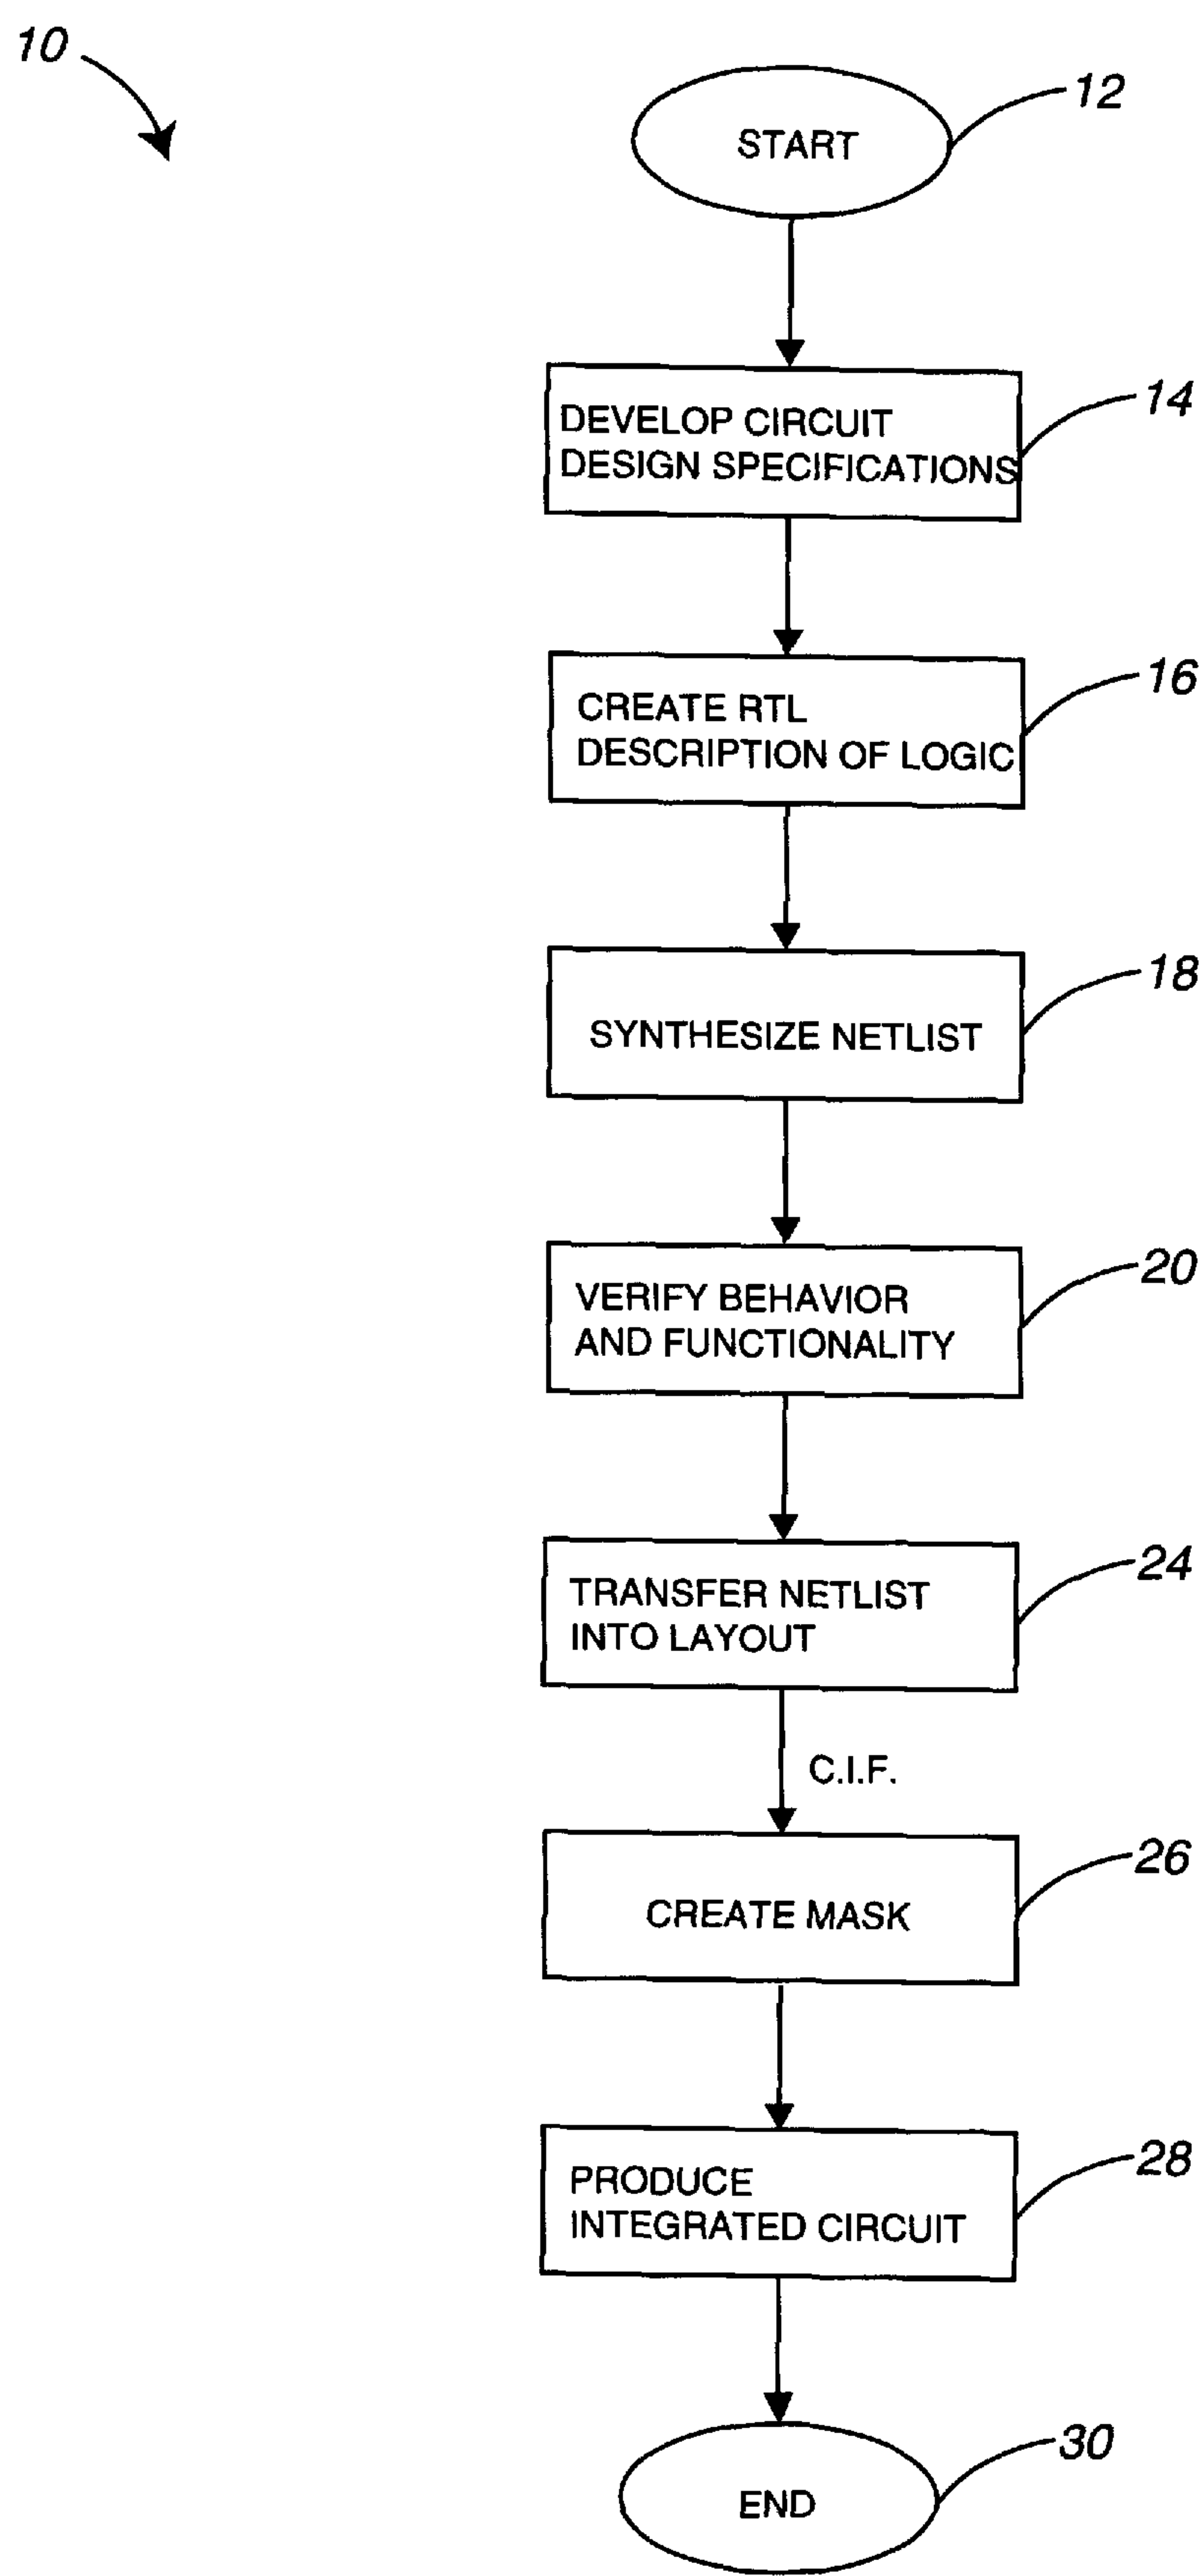 10
12
START
14
DEVELOP CIRCUIT
DESIGN SPECIFICATIONS
16
CREATE RTL
DESCRIPTION OF LOGIC
18
SYNTHESIZE NETLIST
20
VERIFY BEHAVIOR
AND FUNCTIONALITY
24
TRANSFER NETLIST
INTO LAYOUT
C.I.F.
26
CREATE MASK
28
PRODUCE
INTEGRATED CIRCUIT
30
END